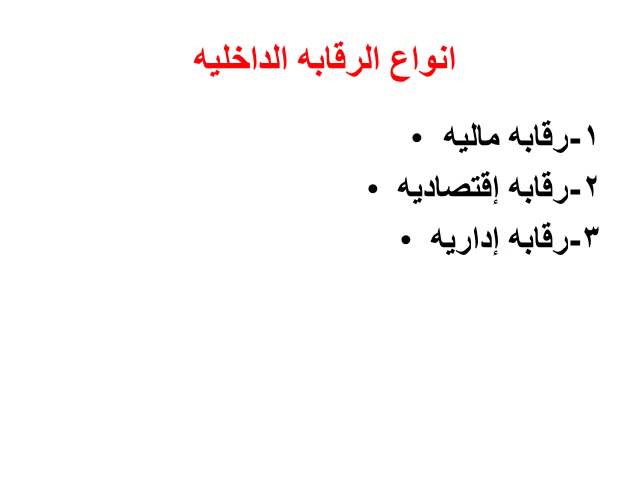 انواع الرقابه الداخليه
١-رقابه ماليه •
٢-رقابه إقتصاديه •
٣-رقابه إداريه •